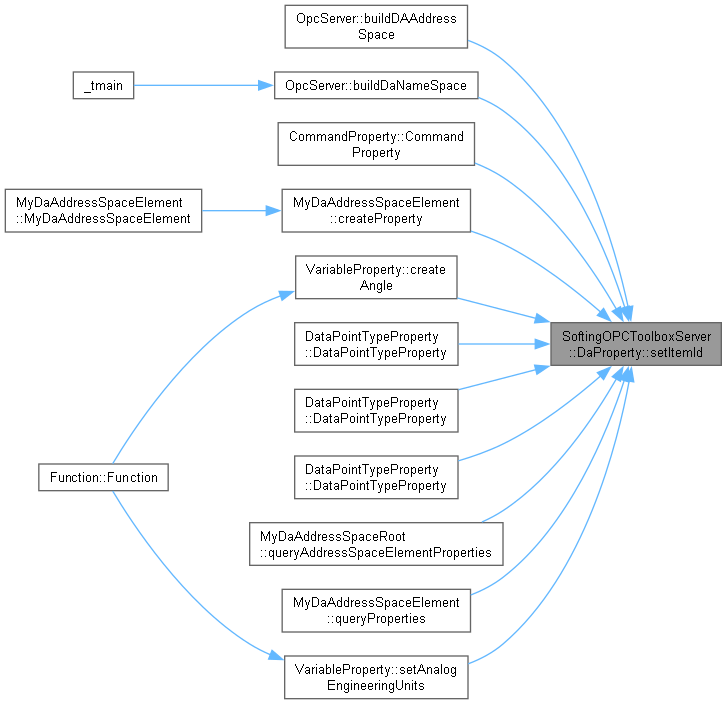 OpcServer::buildDAAddress
Space
_tmain
OpcServer::buildDaNameSpace
CommandProperty::Command
Property
MyDaAddressSpaceElement
::MyDaAddressSpaceElement
MyDaAddressSpaceElement
::createProperty
VariableProperty::create
Angle
DataPointTypeProperty
::DataPointTypeProperty
SoftingOPCToolboxServer
::DaProperty::setItemId
DataPointTypeProperty
::DataPointTypeProperty
DataPointTypeProperty
::DataPointTypeProperty
Function::Function
MyDaAddressSpaceRoot
::queryAddressSpaceElementProperties
MyDaAddressSpaceElement
::queryProperties
VariableProperty::setAnalog
EngineeringUnits